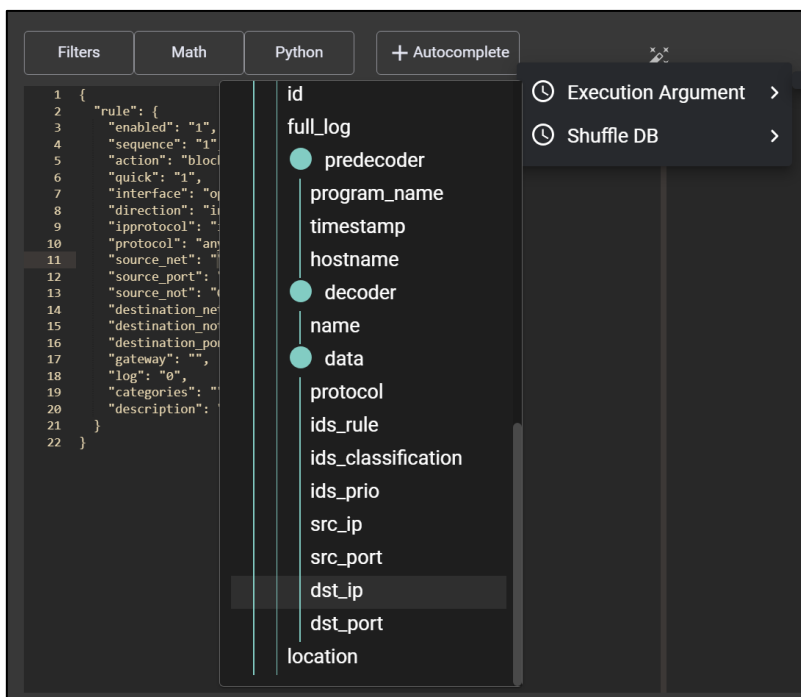 Filters
Math
Python
+ Autocomplete
Execution Argument
Shuffle DB
1 {
2 "rule": {
3 "enabled": "1",
4 "sequence": "1"
5 "action": "bloc
6 "quick": "1",
7 "interface": "o
8 "direction": "i
9 "ipprotocol": "
10 "protocol": "an
11 "source_net": "
12 "source_port": "
13 "source_not": "
14 "destination_ne
15 "destination_no
16 "destination_po
17 "gateway": "",
18 "log": "0",
19 "categories": "
20 "description": "
21 }
22 }
id
full_log
predecoder
program_name
timestamp
hostname
decoder
name
data
protocol
ids_rule
ids_classification
ids_prio
src_ip
src_port
dst_ip
dst_port
location